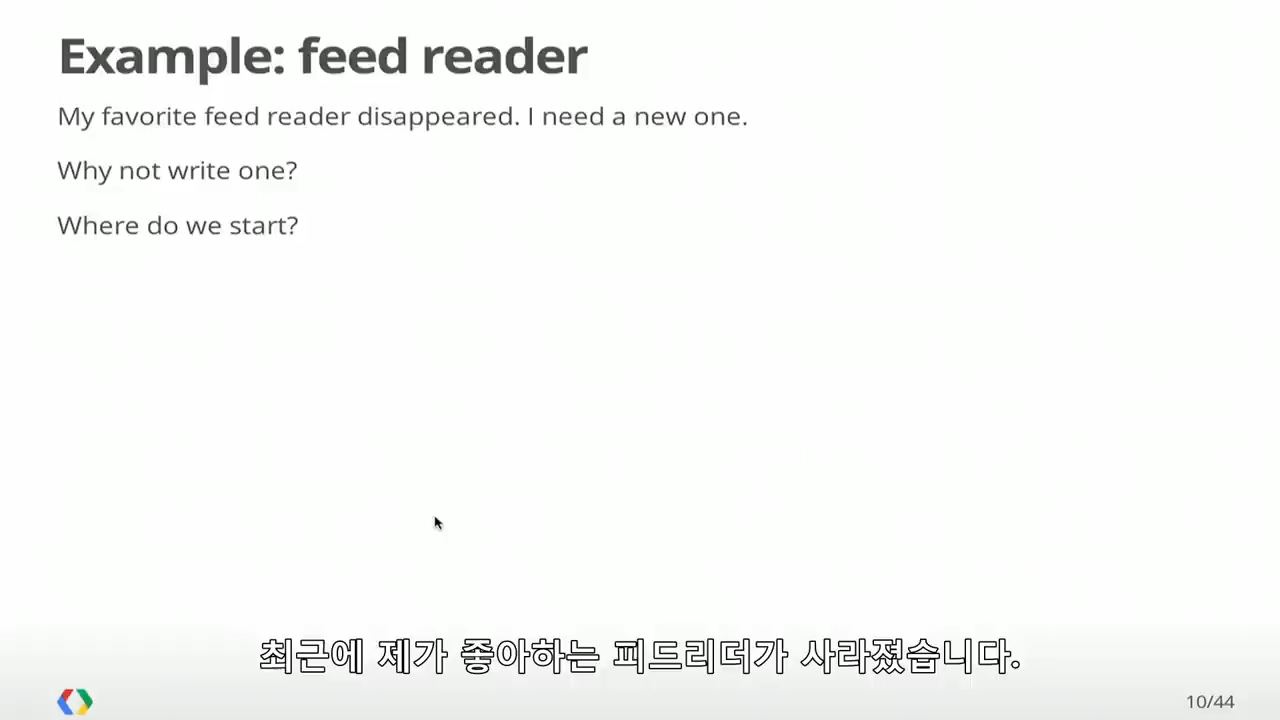 Example: feed reader
My favorite feed reader disappeared. I need a new one.
Why not write one?
Where do we start?
최근에 제가 좋아하는 피드리더가 사라졌습니다.
10/44